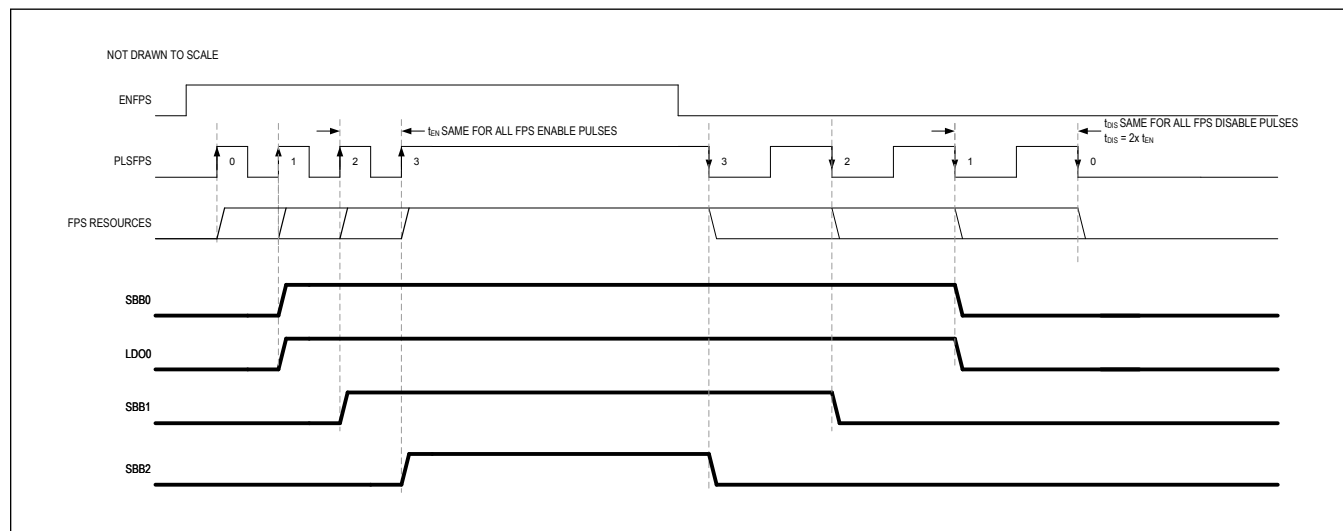 NOT DRAWN TO SCALE
ENFPS
tEN SAME FOR ALL FPS ENABLE PULSES
tDIS SAME FOR ALL FPS DISABLE PULSES
tDIS = 2x tEN
PLSFPS
0 1 2 3 3 2 1 0
FPS RESOURCES
SBB0
LDO0
SBB1
SBB2